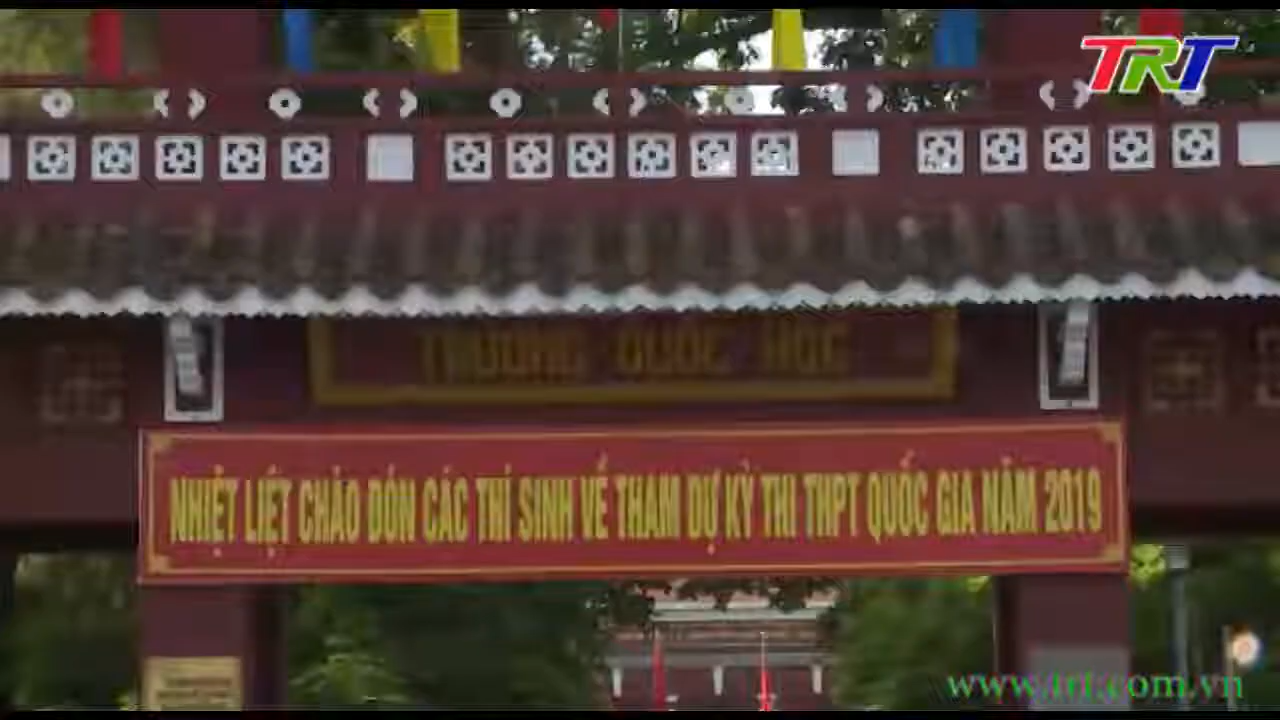 TRT
TRƯỜNG QUỐC HỌC
NHIỆT LIỆT CHÀO ĐÓN CÁC THÍ SINH VỀ THAM DỰ KỲ THI THPT QUỐC GIA NĂM 2019
www.trt.com.vn